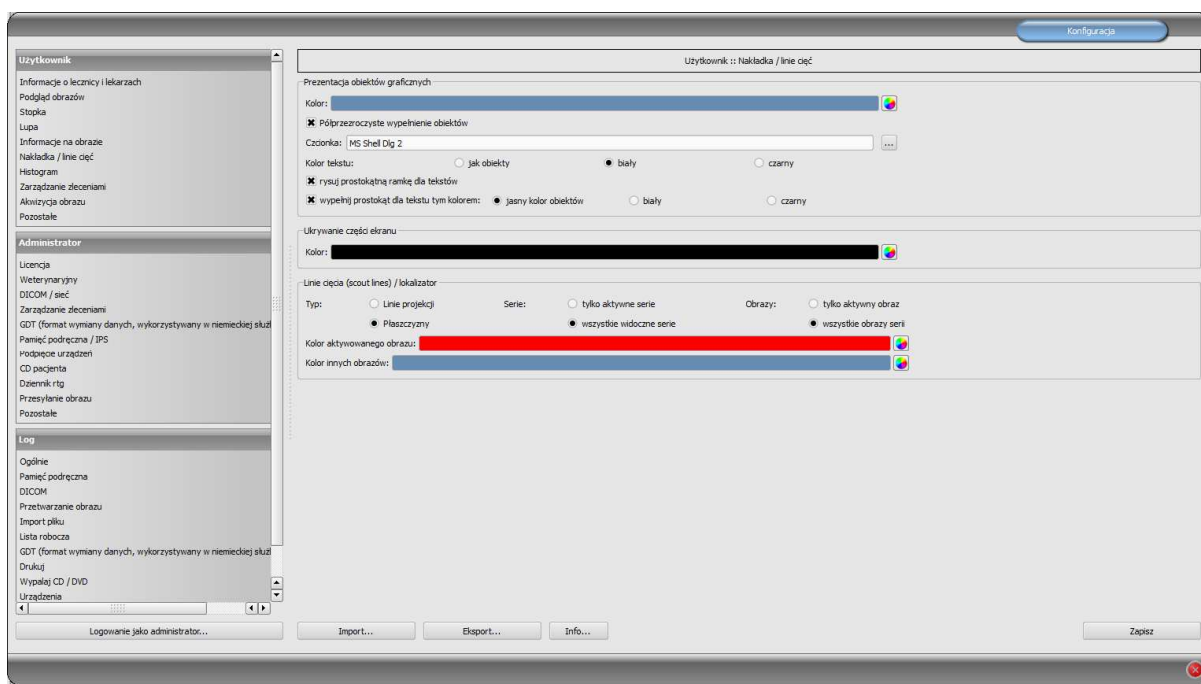 Konfiguracja
Użytkownik
Informacje o lecznicy i lekarzach
Podgląd obrazów
Stopka
Lupa
Informacje na obrazie
Nakładka / linie cięć
Histogram
Zarządzanie zleceniami
Akwizycja obrazu
Pozostałe
Administrator
Licencja
Weterynaryjny
DICOM / sieć
Zarządzanie zleceniami
GDT (format wymiany danych, wykorzystywany w niemieckiej służ
Pamięć podręczna / IPS
Podpięcie urządzeń
CD pacjenta
Dziennik rtg
Przesyłanie obrazu
Pozostałe
Log
Ogólnie
Pamięć podręczna
DICOM
Przetwarzanie obrazu
Import pliku
Lista robocza
GDT (format wymiany danych, wykorzystywany w niemieckiej służ
Drukuj
Wypalaj CD / DVD
Urządzenia
Logowanie jako administrator...
Użytkownik :: Nakładka / linie cięć
Prezentacja obiektów graficznych
Kolor:
Półprzezroczyste wypełnienie obiektów
Czcionka: MS Shell Dlg 2 ...
Kolor tekstu: jak obiekty biały czarny
rysuj prostokątną ramkę dla tekstów
wypełnij prostokąt dla tekstu tym kolorem: jasny kolor obiektów biały czarny
Ukrywanie części ekranu
Kolor:
Linie cięcia (scout lines) / lokalizator
Typ: Linie projekcji Serie: tylko aktywne serie Obrazy: tylko aktywny obraz
Płaszczyzny wszystkie widoczne serie wszystkie obrazy serii
Kolor aktywowanego obrazu:
Kolor innych obrazów:
Import... Eksport... Info... Zapisz